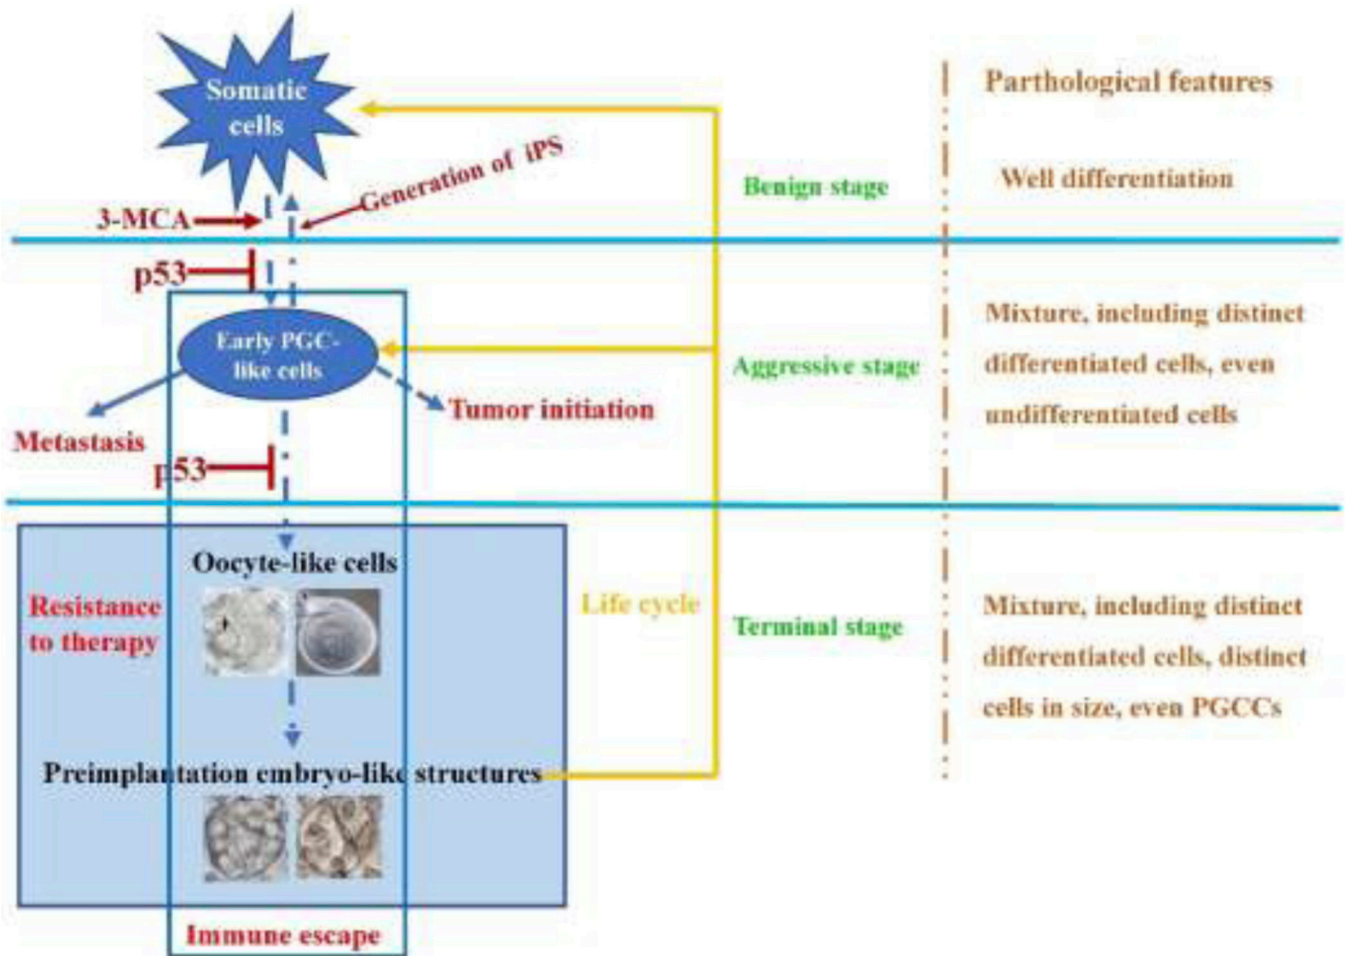 Somatic
cells
Parthological features
Generation of iPS
Benign stage
Well differentiation
3-MCA
p53
Early PGC-
like cells
Mixture, including distinct
differentiated cells, even
undifferentiated cells
Aggressive stage
Tumor initiation
Metastasis
p53
Oocyte-like cells
Resistance
to therapy
Life cycle
Terminal stage
Mixture, including distinct
differentiated cells, distinct
cells in size, even PGCCs
Preimplantation embryo-like structures
Immune escape